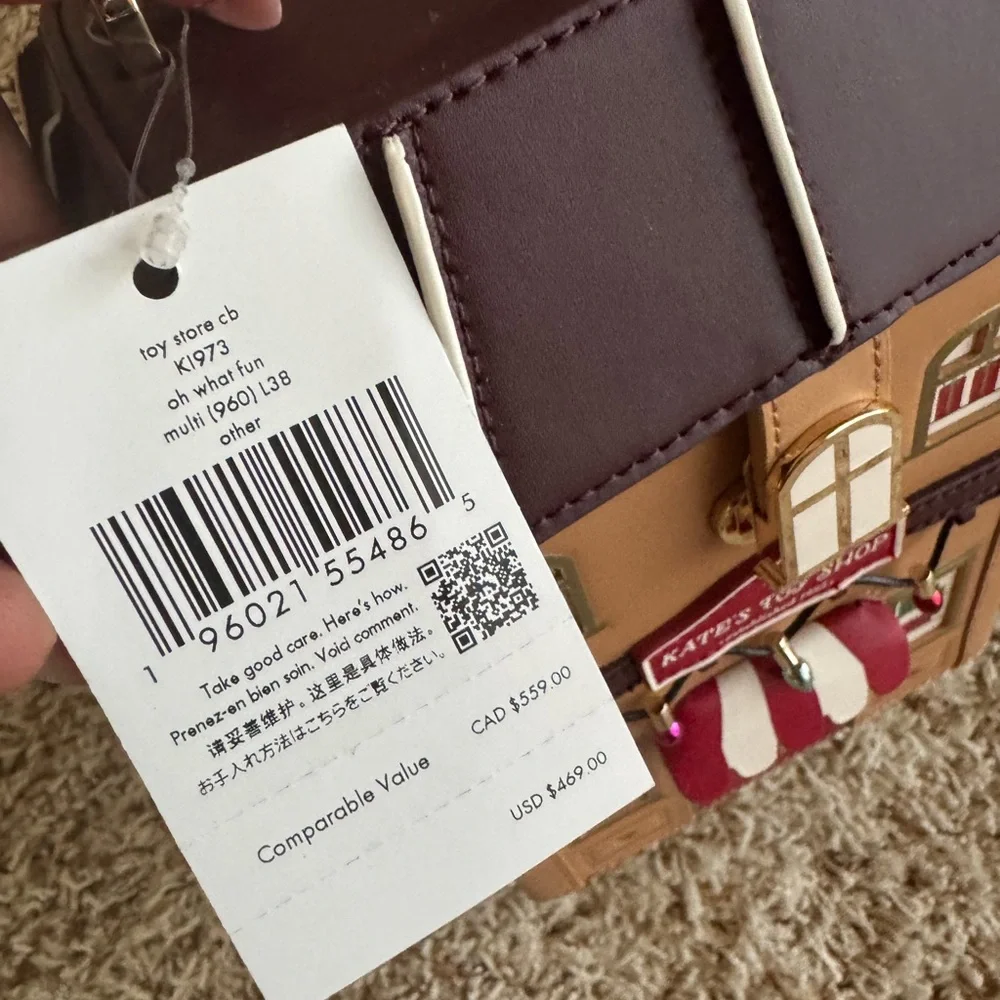 toy store cb
K1973
oh what fun
multi (960) L38
other
1 96021 55486 5
Take good care. Here's how.
Prenez-en bien soin. Voici comment.
请妥善维护。这里是具体做法。
お手入れ方法はこちらをご覧ください。
CAD $559.00
Comparable Value
USD $469.00
KATE'S TOY SHOP